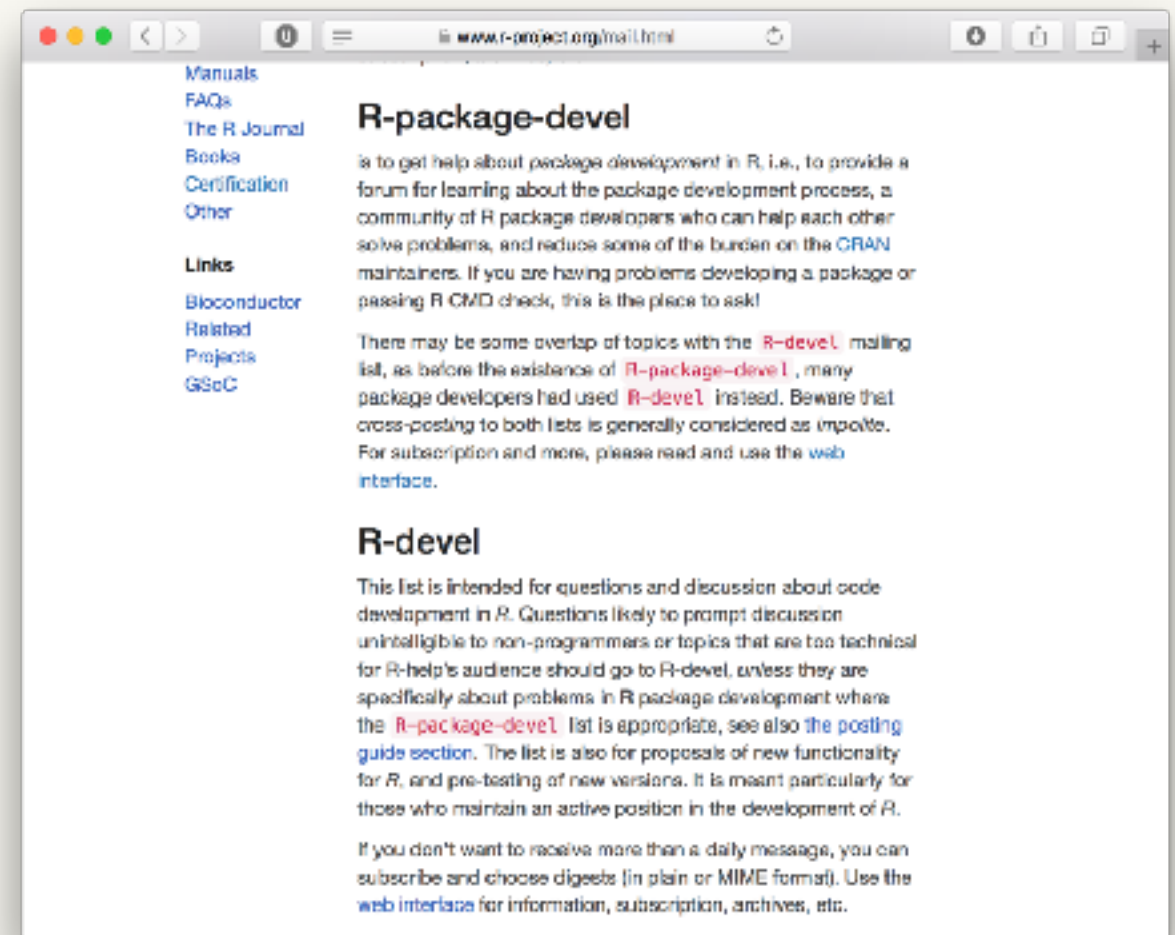 www.r-project.org/mail.html
Manuals
FAQs
The R Journal
Books
Certification
Other
Links
Bioconductor
Related
Projects
GSoC
R-package-devel
is to get help about package development in R, i.e., to provide a
forum for learning about the package development process, a
community of R package developers who can help each other
solve problems, and reduce some of the burden on the CRAN
maintainers. If you are having problems developing a package or
passing R CMD check, this is the place to ask!
There may be some overlap of topics with the R-devel mailing
list, as before the existence of R-package-devel, many
package developers had used R-devel instead. Beware that
cross-posting to both lists is generally considered as impolite.
For subscription and more, please read and use the web
interface.
R-devel
This list is intended for questions and discussion about code
development in R. Questions likely to prompt discussion
unintelligible to non-programmers or topics that are too technical
for R-help's audience should go to R-devel, unless they are
specifically about problems in R package development where
the R-package-devel list is appropriate, see also the posting
guide section. The list is also for proposals of new functionality
for R, and pre-testing of new versions. It is meant particularly for
those who maintain an active position in the development of R.
If you don't want to receive more than a daily message, you can
subscribe and choose digests (in plain or MIME format). Use the
web interface for information, subscription, archives, etc.